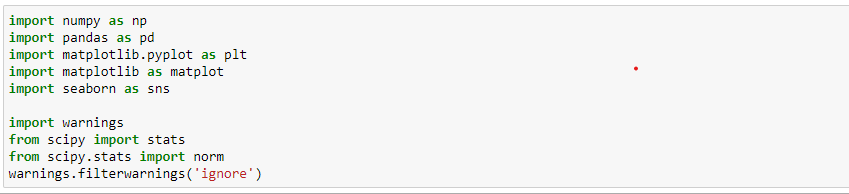 import numpy as np
import pandas as pd
import matplotlib.pyplot as plt
import matplotlib as matplot
import seaborn as sns
import warnings
from scipy import stats
from scipy.stats import norm
warnings.filterwarnings('ignore')